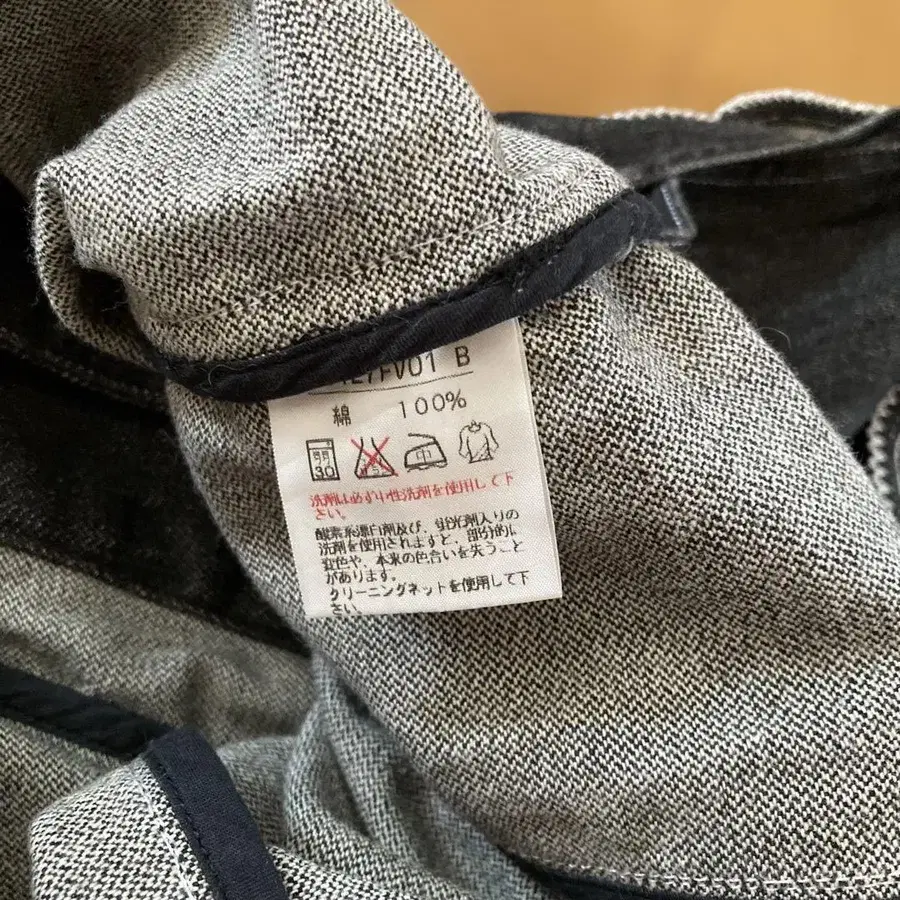 27FV01 B
綿 100%
30
中
洗剤は必ず中性洗剤を使用して下
さい。
酸素系漂白剤及び、蛍光剤入りの
洗剤を使用されますと、部分的に
変色や、本来の色合いを失うこと
があります。
クリーニングネットを使用して下
さい。